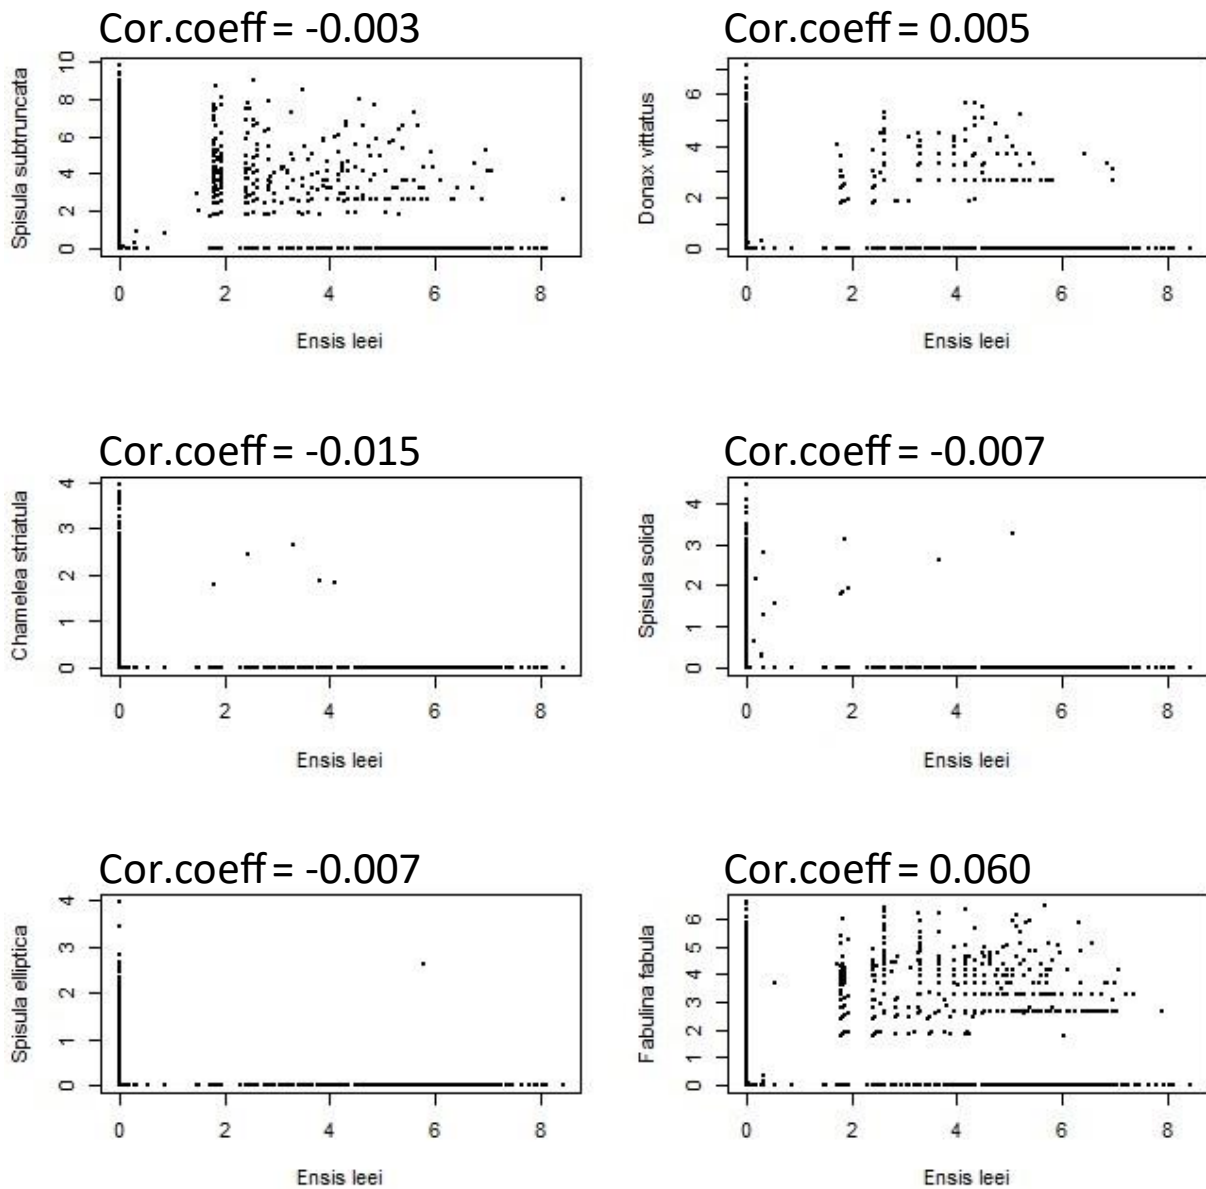 Cor.coeff = -0.003
Spisula subtruncata
0 2 4 6 8 10
0 2 4 6 8
Ensis leei
Cor.coeff = 0.005
Donax vittatus
0 2 4 6
0 2 4 6 8
Ensis leei
Cor.coeff = -0.015
Chamelea striatula
0 1 2 3 4
0 2 4 6 8
Ensis leei
Cor.coeff = -0.007
Spisula solida
0 1 2 3 4
0 2 4 6 8
Ensis leei
Cor.coeff = -0.007
Spisula elliptica
0 1 2 3 4
0 2 4 6 8
Ensis leei
Cor.coeff = 0.060
Fabulina fabula
0 1 2 3 4 5 6
0 2 4 6 8
Ensis leei